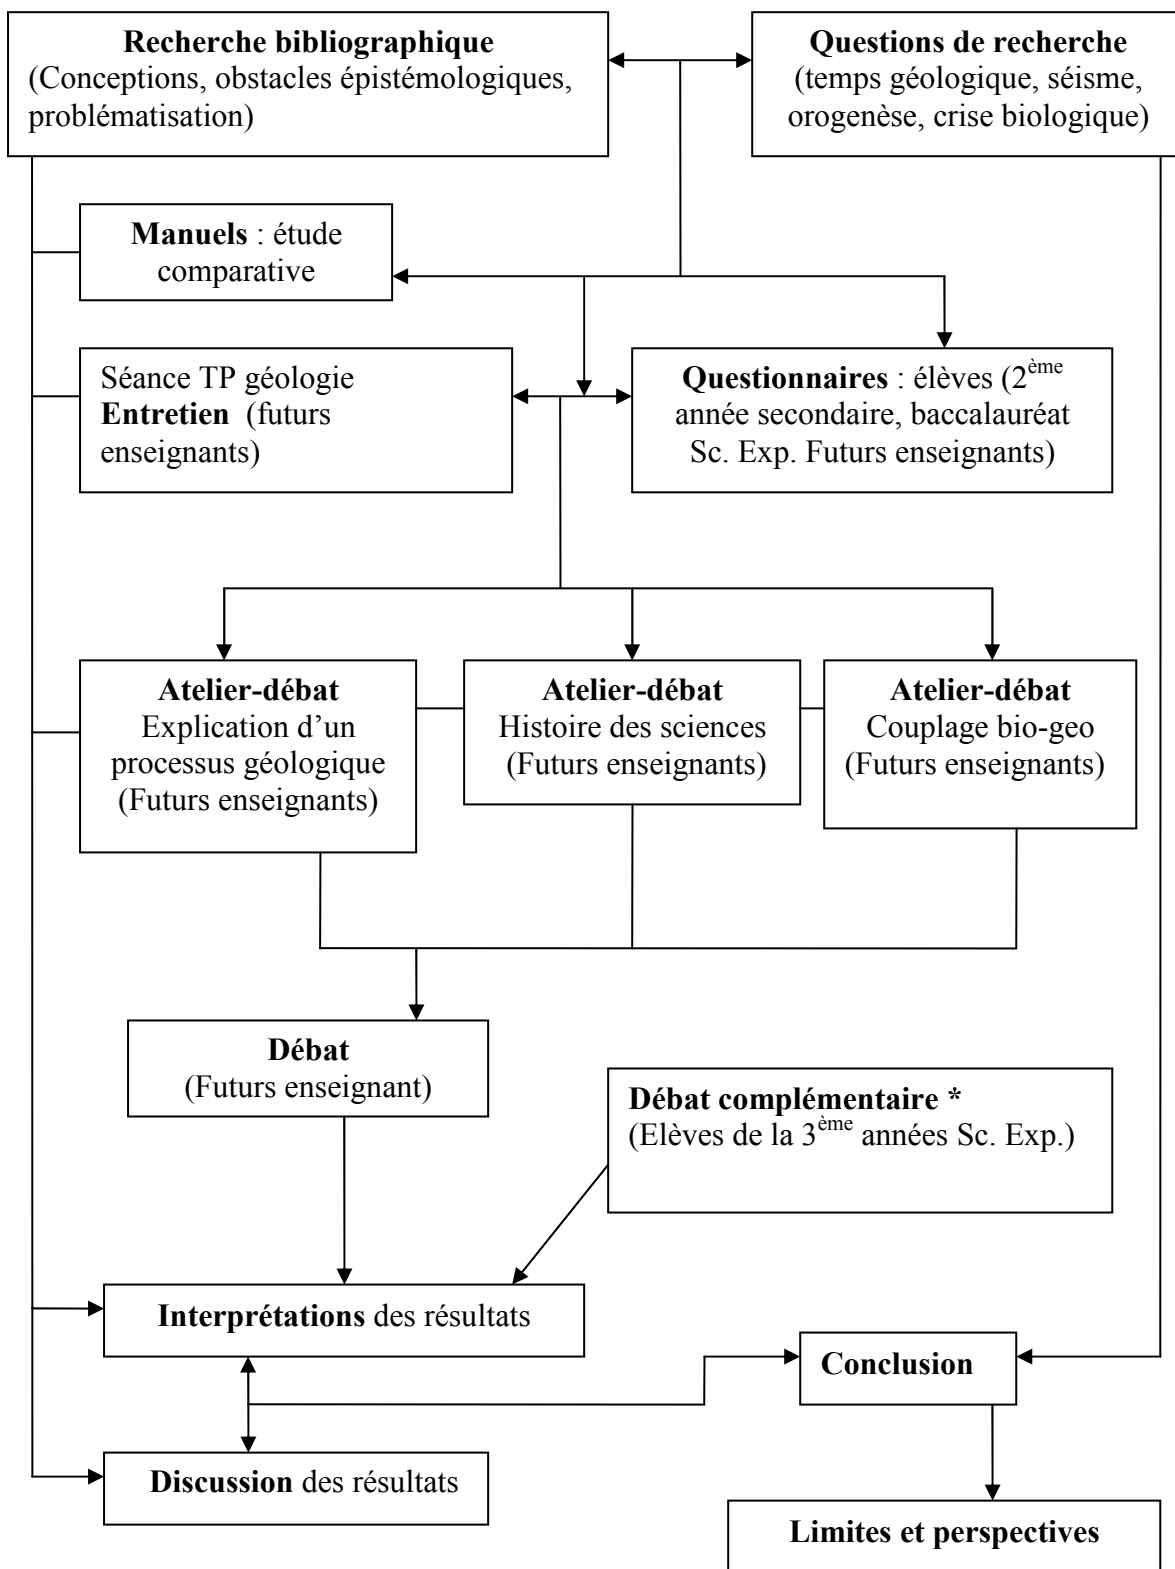 Recherche bibliographique
(Conceptions, obstacles épistémologiques,
problématisation)
Questions de recherche
(temps géologique, séisme,
orogenèse, crise biologique)
Manuels : étude
comparative
Séance TP géologie
Entretien (futurs
enseignants)
Questionnaires : élèves (2ème
année secondaire, baccalauréat
Sc. Exp. Futurs enseignants)
Atelier-débat
Explication d’un
processus géologique
(Futurs enseignants)
Atelier-débat
Histoire des sciences
(Futurs enseignants)
Atelier-débat
Couplage bio-geo
(Futurs enseignants)
Débat
(Futurs enseignant)
Débat complémentaire *
(Elèves de la 3ème années Sc. Exp.)
Interprétations des résultats
Conclusion
Discussion des résultats
Limites et perspectives